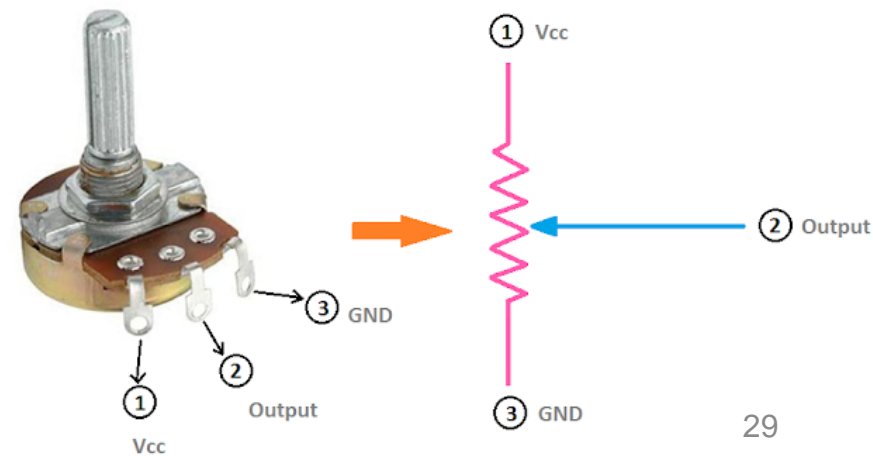 1 Vcc
2 Output
3 GND
1
Vcc
2
Output
3 GND
29